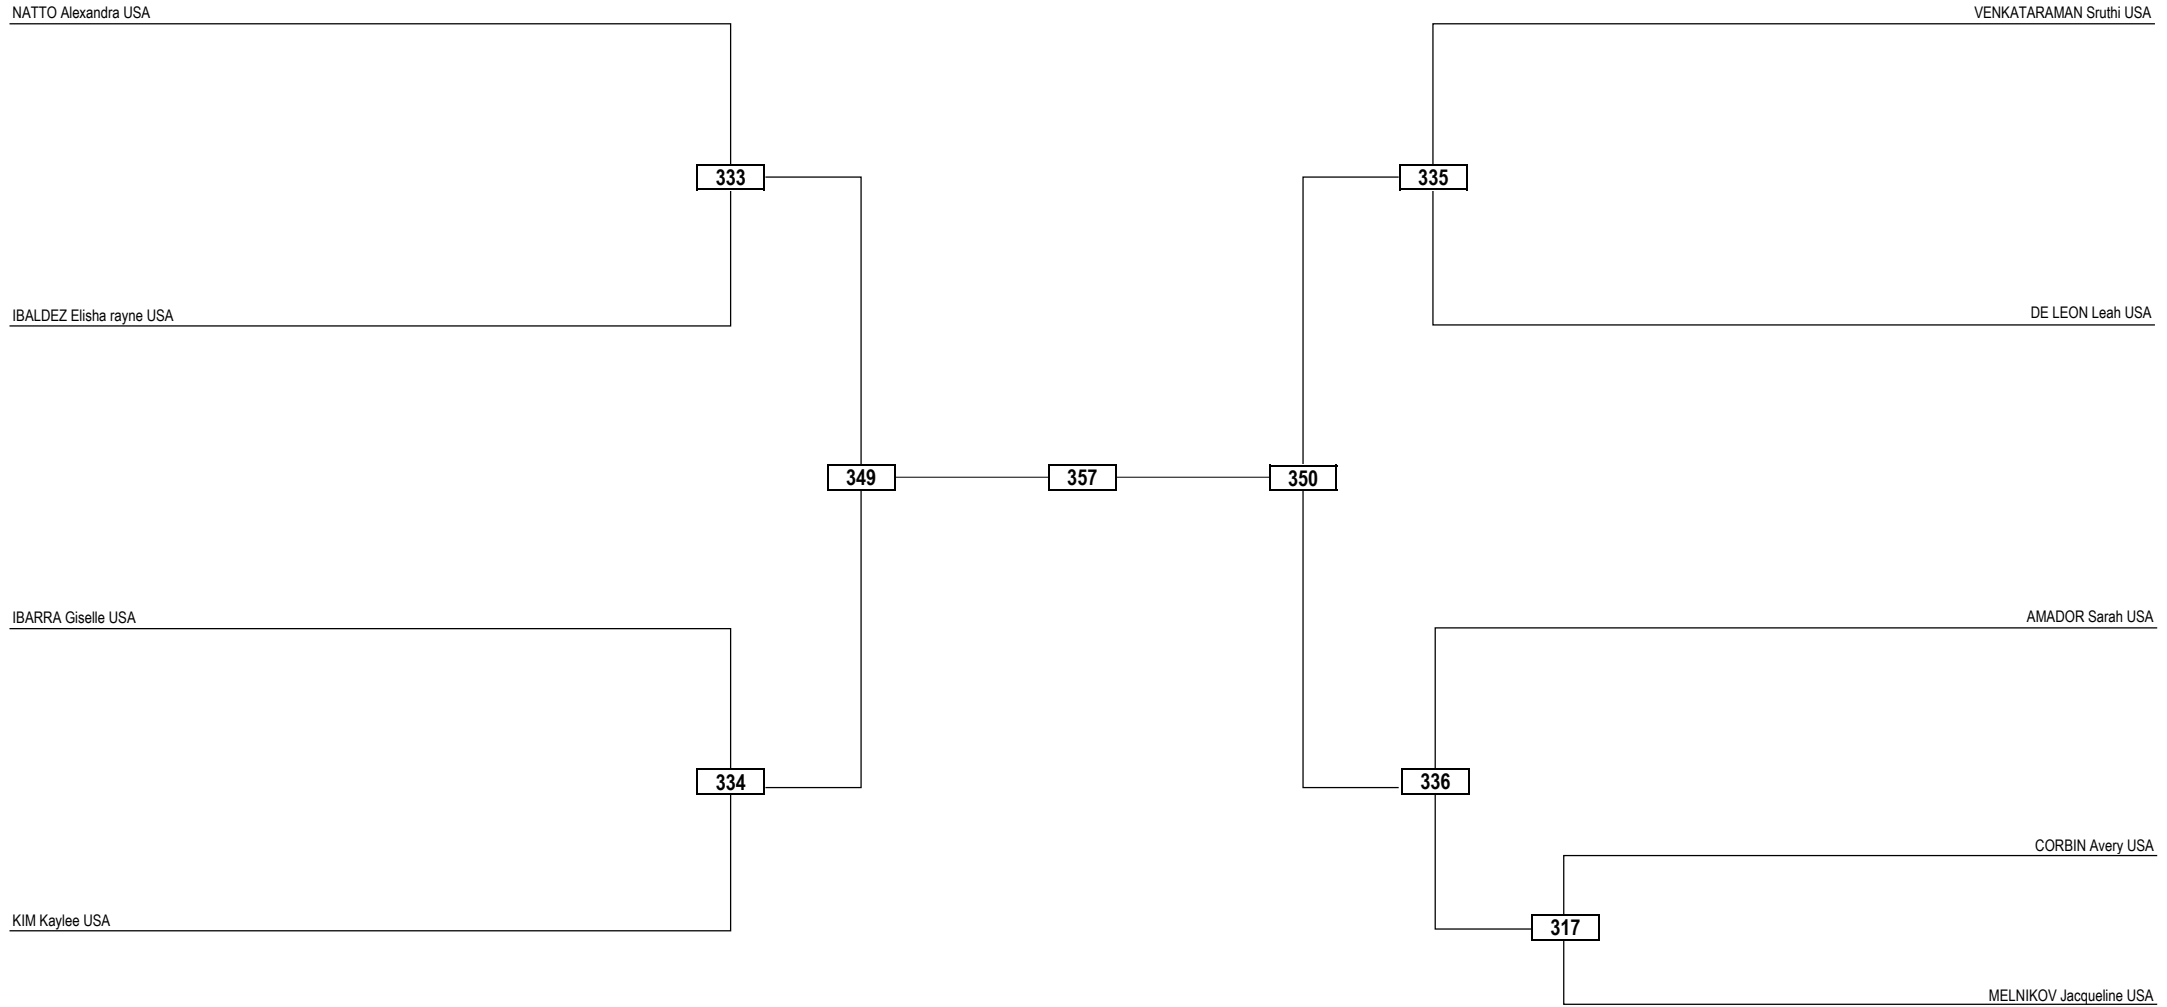 NATTO Alexandra USA
VENKATARAMAN Sruthi USA
333
335
IBALDEZ Elisha rayne USA
DE LEON Leah USA
349
357
350
IBARRA Giselle USA
AMADOR Sarah USA
334
336
CORBIN Avery USA
KIM Kaylee USA
317
MELNIKOV Jacqueline USA